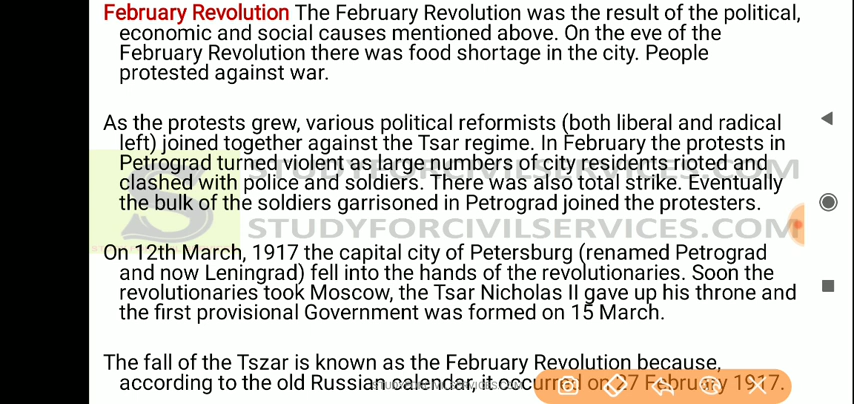 February Revolution The February Revolution was the result of the political,
economic and social causes mentioned above. On the eve of the
February Revolution there was food shortage in the city. People
protested against war.
As the protests grew, various political reformists (both liberal and radical
left) joined together against the Tsar regime. In February the protests in
Petrograd turned violent as large numbers of city residents rioted and
clashed with police and soldiers. There was also total strike. Eventually
the bulk of the soldiers garrisoned in Petrograd joined the protesters.
STUDYFORCIVILSERVICES.COM
STUDYFORCIVILSERVICES.COM
On 12th March, 1917 the capital city of Petersburg (renamed Petrograd
and now Leningrad) fell into the hands of the revolutionaries. Soon the
revolutionaries took Moscow, the Tsar Nicholas II gave up his throne and
the first provisional Government was formed on 15 March.
The fall of the Tszar is known as the February Revolution because,
according to the old Russian calendar, it occurred on 27 February 1917.